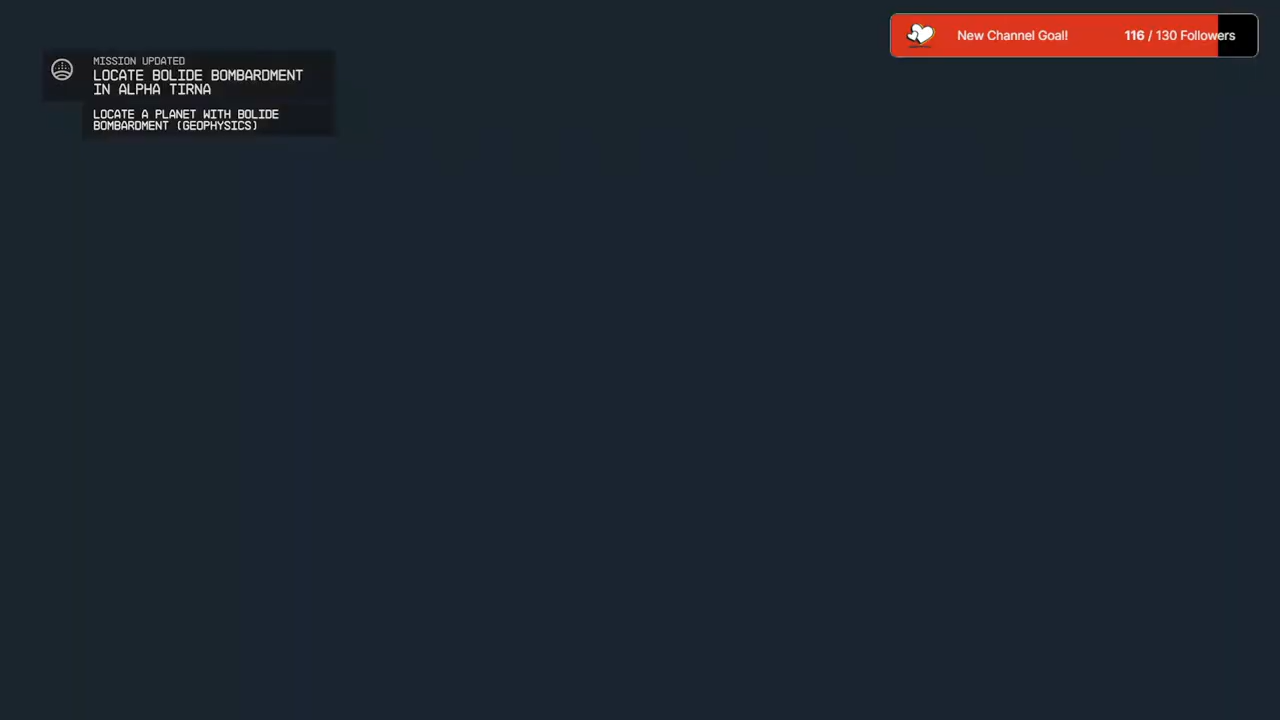 MISSION UPDATED
LOCATE BOLIDE BOMBARDMENT
IN ALPHA TIRNA
LOCATE A PLANET WITH BOLIDE
BOMBARDMENT (GEOPHYSICS)
New Channel Goal! 116 / 130 Followers